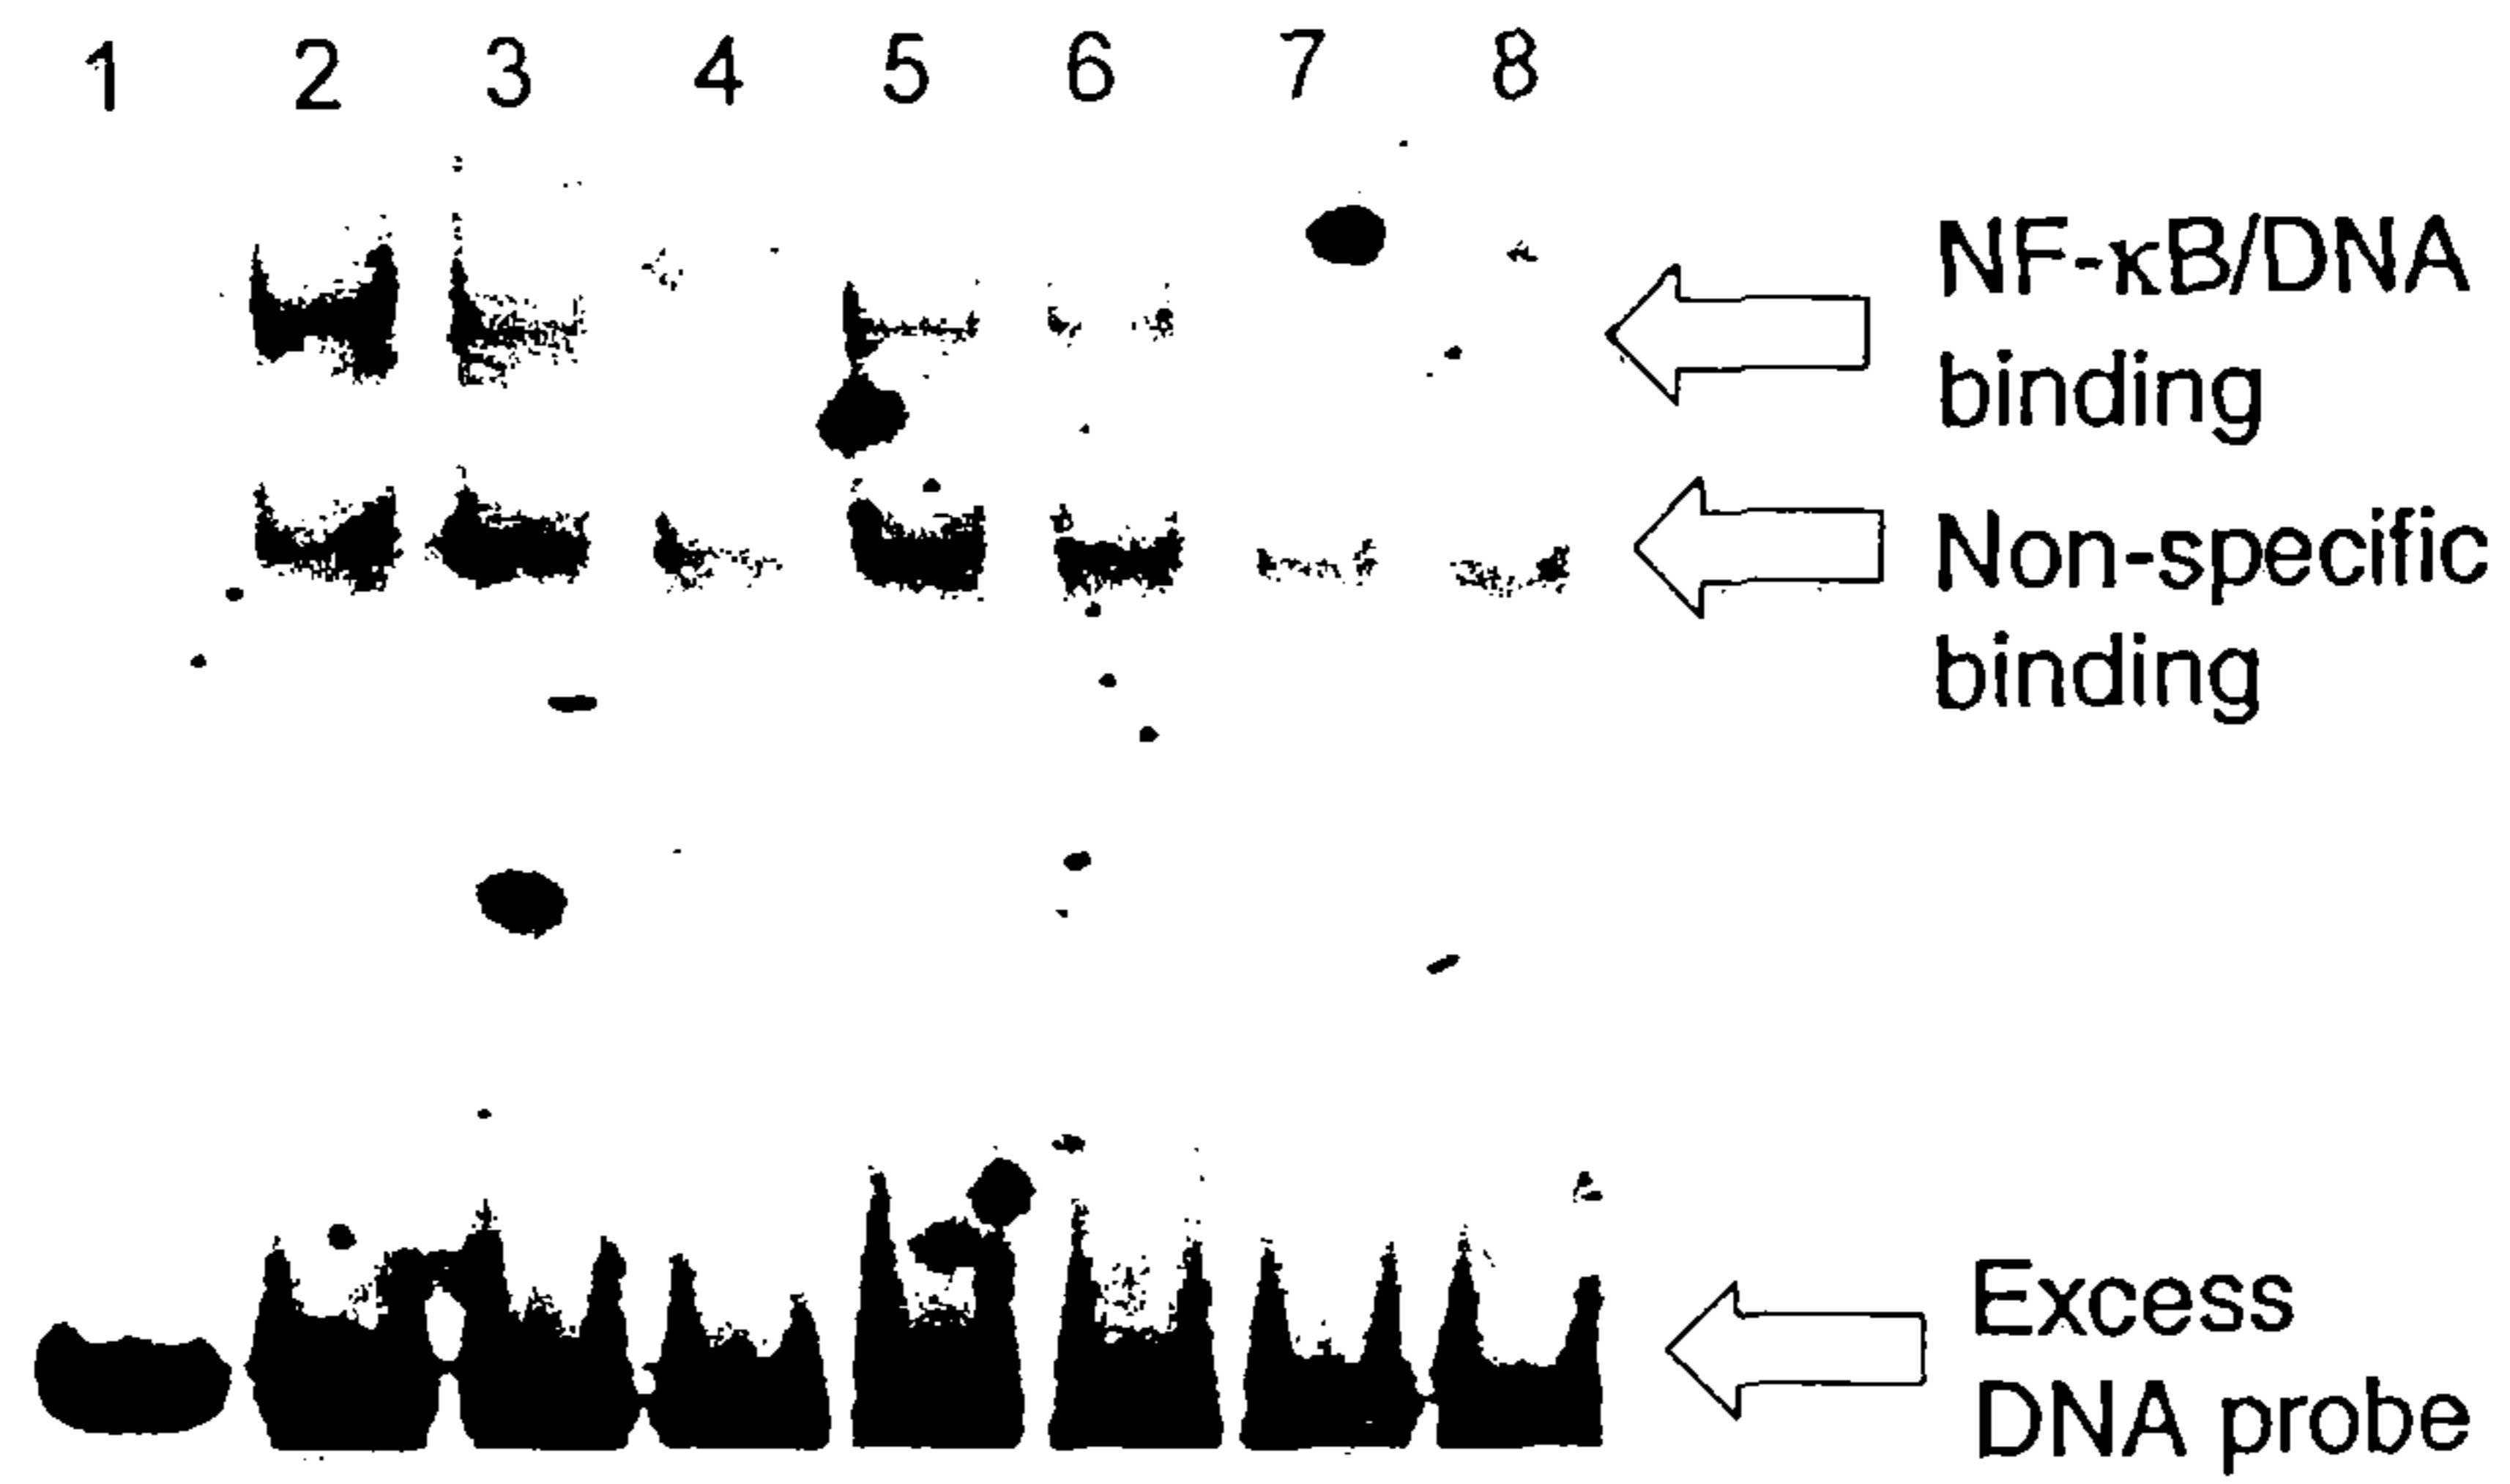 1 2 3 4 5 6 7 8
NF-κB/DNA
binding
Non-specific
binding
Excess
DNA probe